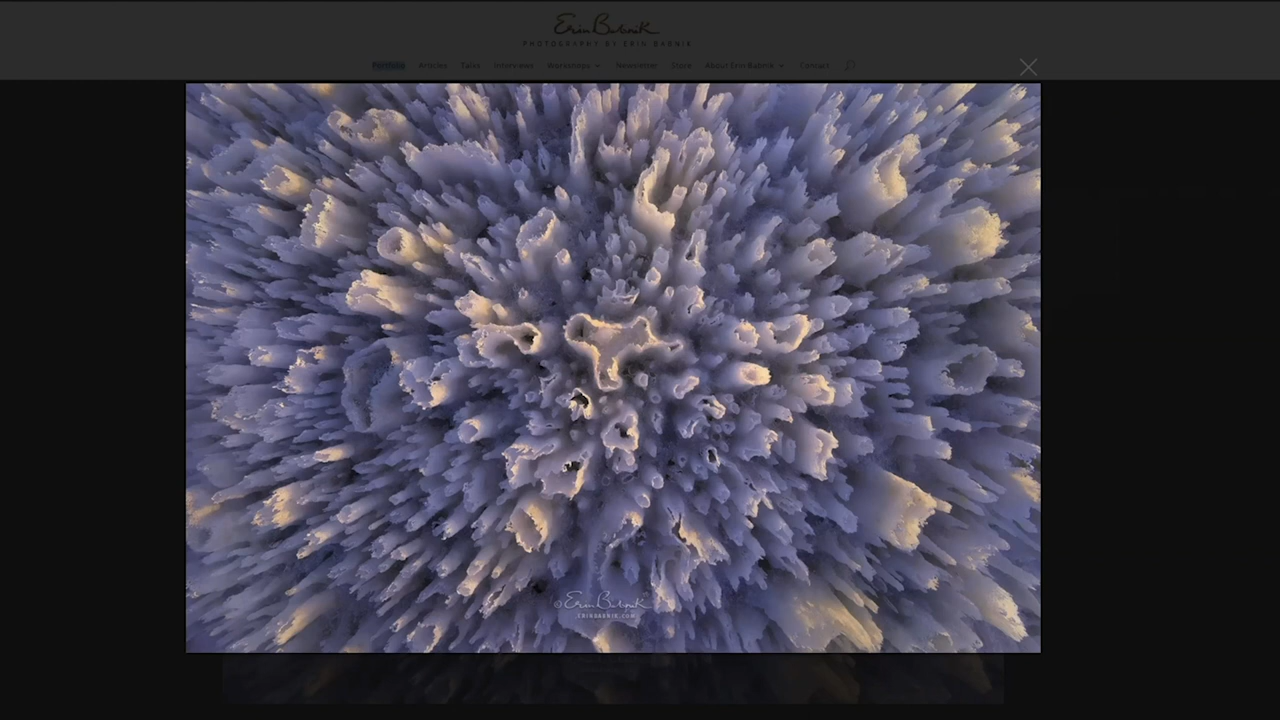 Erin Babnik
PHOTOGRAPHY BY ERIN BABNIK
Portfolio Articles Talks Interviews Workshops Newsletter Store About Erin Babnik Contact
© Erin Babnik
ERINBABNIK.COM